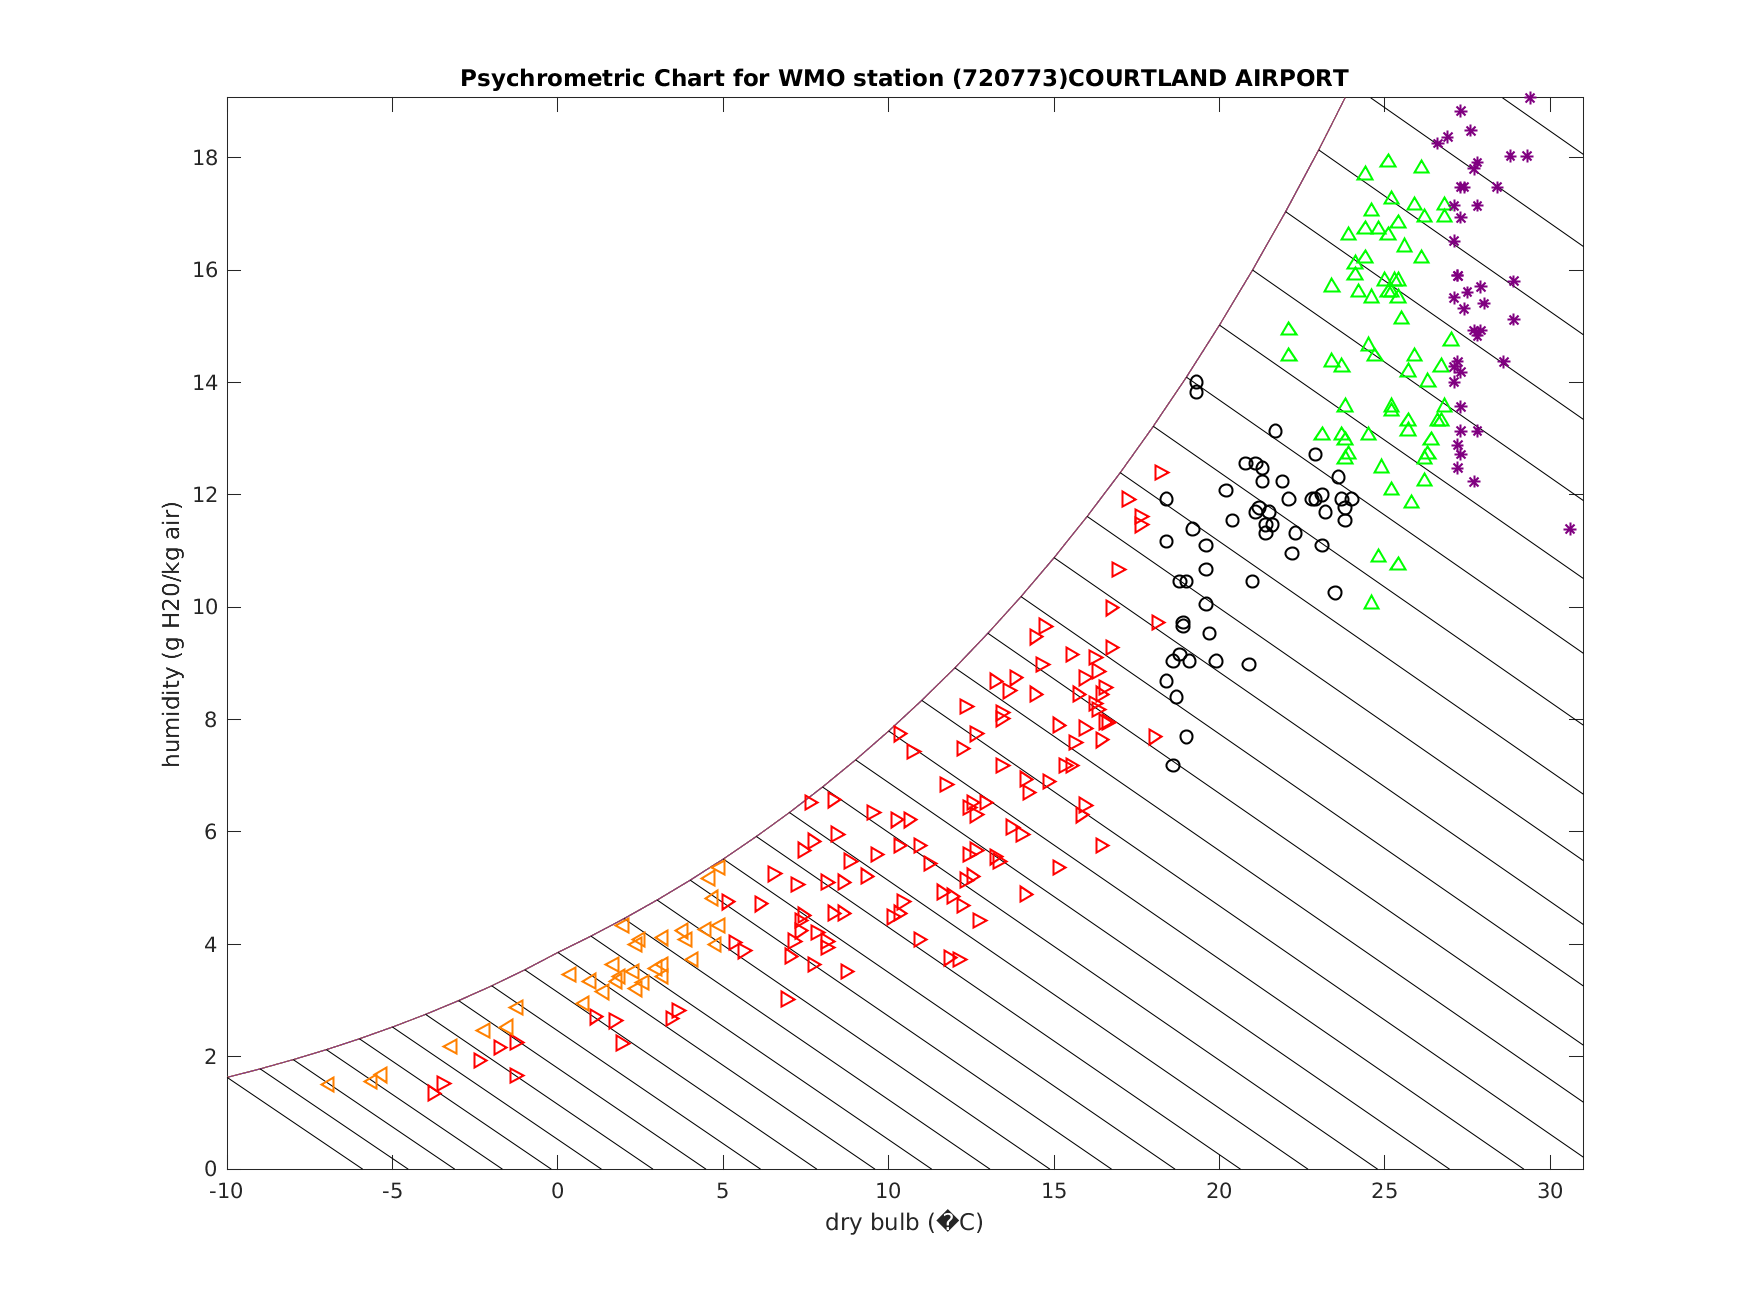 Psychrometric Chart for WMO station (720773)COURTLAND AIRPORT
humidity (g H20/kg air)
18
16
14
12
10
8
6
4
2
0
-10 -5 0 5 10 15 20 25 30
dry bulb (�C)